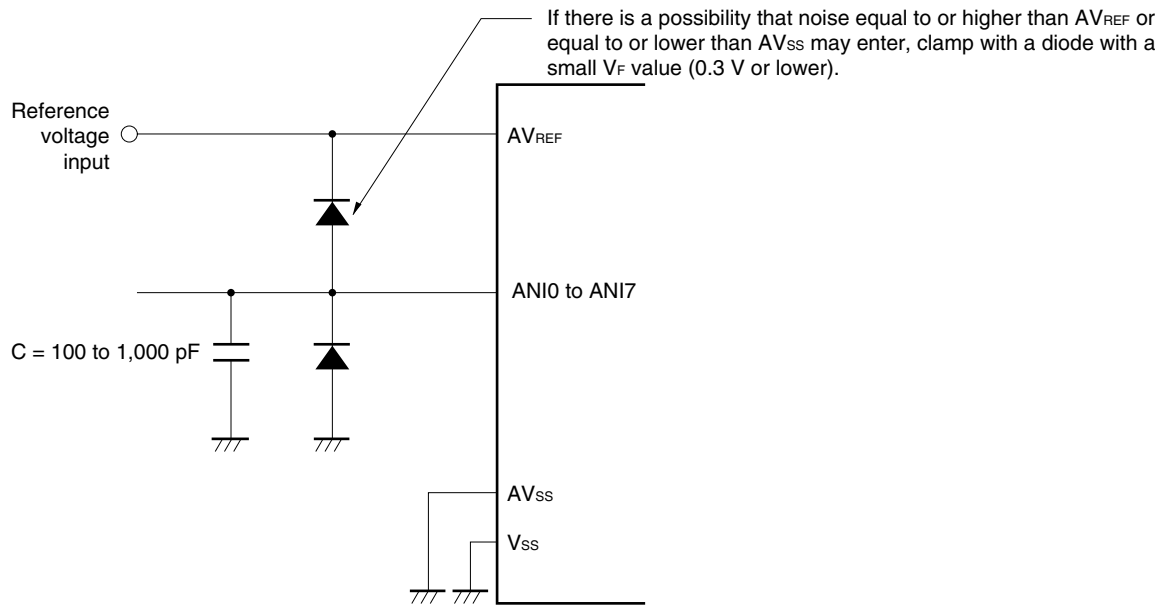 If there is a possibility that noise equal to or higher than AVREF or
equal to or lower than AVSS may enter, clamp with a diode with a
small VF value (0.3 V or lower).
Reference
voltage
input
AVREF
ANI0 to ANI7
C = 100 to 1,000 pF
AVSS
VSS